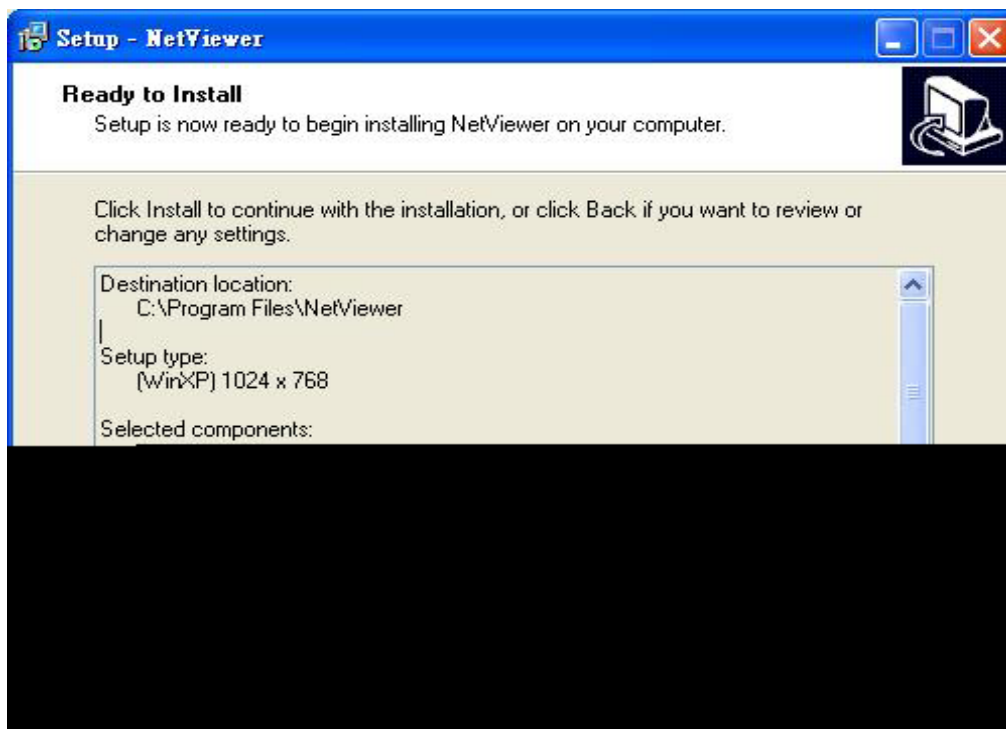 Setup - NetViewer
Ready to Install
Setup is now ready to begin installing NetViewer on your computer.
Click Install to continue with the installation, or click Back if you want to review or
change any settings.
Destination location:
C:\Program Files\NetViewer
Setup type:
(WinXP) 1024 x 768
Selected components: